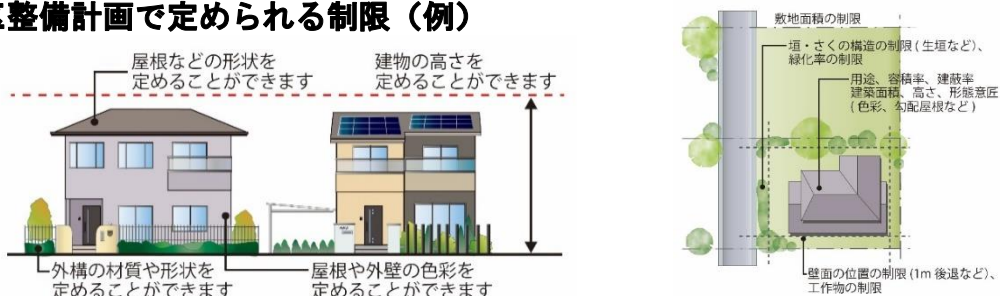 整備計画で定められる制限（例）
屋根などの形状を
定めることができます
建物の高さを
定めることができます
外構の材質や形状を
定めることができます
屋根や外壁の色彩を
定めることができます
敷地面積の制限
垣・さくの構造の制限(生垣など)、
緑化率の制限
用途、容積率、建蔽率
建築面積、高さ、形態意匠
(色彩、勾配屋根など)
壁面の位置の制限(1m後退など)、
工作物の制限